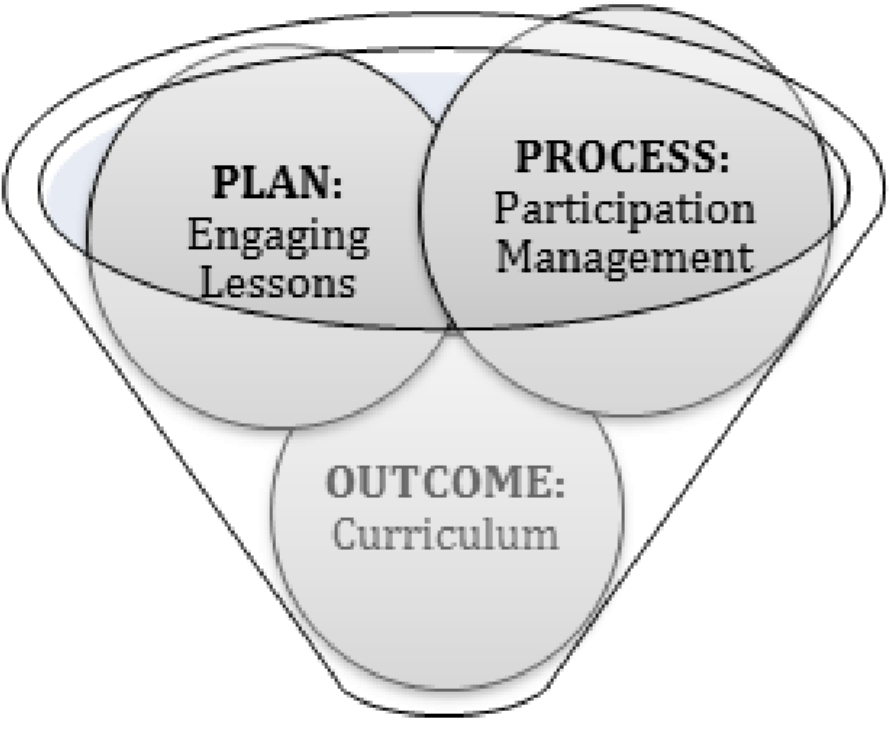 PLAN:
Engaging
Lessons
PROCESS:
Participation
Management
OUTCOME:
Curriculum